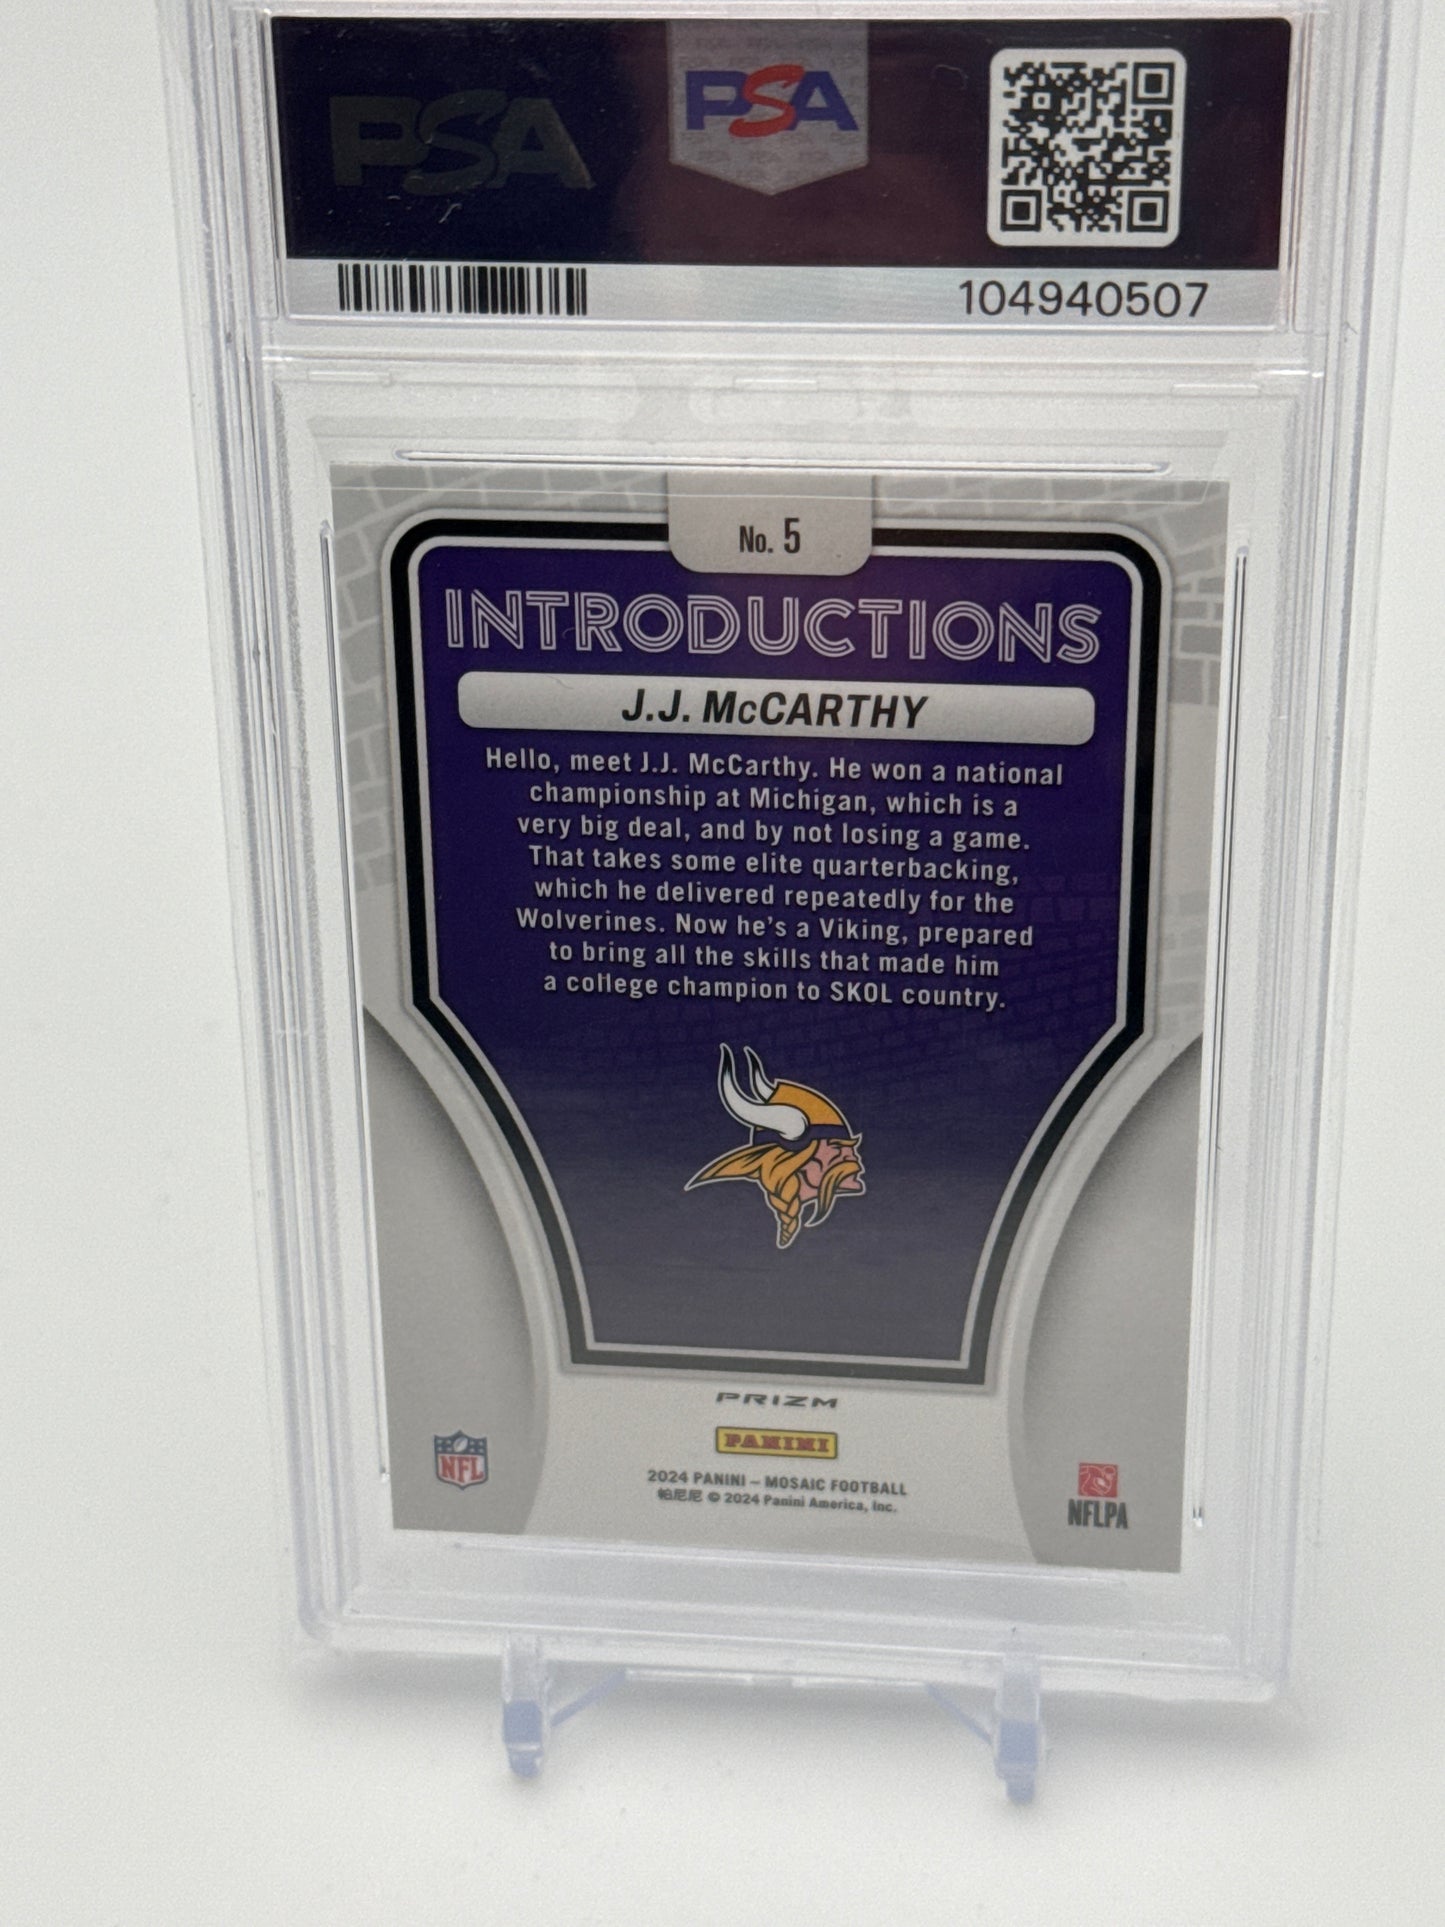 PSA
PSA
104940507
No. 5
INTRODUCTIONS
J.J. McCARTHY
Hello, meet J.J. McCarthy. He won a national
championship at Michigan, which is a
very big deal, and by not losing a game.
That takes some elite quarterbacking,
which he delivered repeatedly for the
Wolverines. Now he's a Viking, prepared
to bring all the skills that made him
a college champion to SKOL country.
PRIZM
PANINI
NFL
2024 PANINI – MOSAIC FOOTBALL
帕尼尼 © 2024 Panini America, Inc.
NFLPA